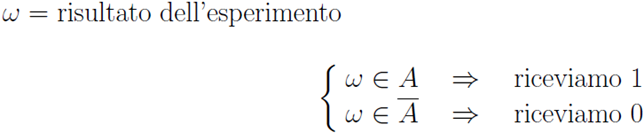 ω = risultato dell'esperimento
ω ∈ A ⇒ riceviamo 1
ω ∈ A̅ ⇒ riceviamo 0